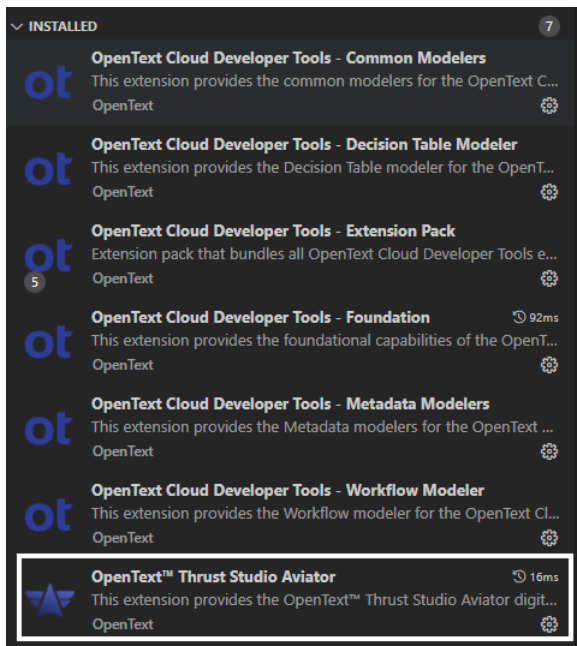 INSTALLED 7
OpenText Cloud Developer Tools - Common Modelers
This extension provides the common modelers for the OpenText C...
ot
OpenText
OpenText Cloud Developer Tools - Decision Table Modeler
This extension provides the Decision Table modeler for the OpenT...
ot
OpenText
OpenText Cloud Developer Tools - Extension Pack
Extension pack that bundles all OpenText Cloud Developer Tools e...
ot
5
OpenText
OpenText Cloud Developer Tools - Foundation 92ms
This extension provides the foundational capabilities of the OpenT...
ot
OpenText
OpenText Cloud Developer Tools - Metadata Modelers
This extension provides the Metadata modelers for the OpenText ...
ot
OpenText
OpenText Cloud Developer Tools - Workflow Modeler
This extension provides the Workflow modeler for the OpenText Cl...
ot
OpenText
OpenText™ Thrust Studio Aviator 16ms
This extension provides the OpenText™ Thrust Studio Aviator digit...
OpenText